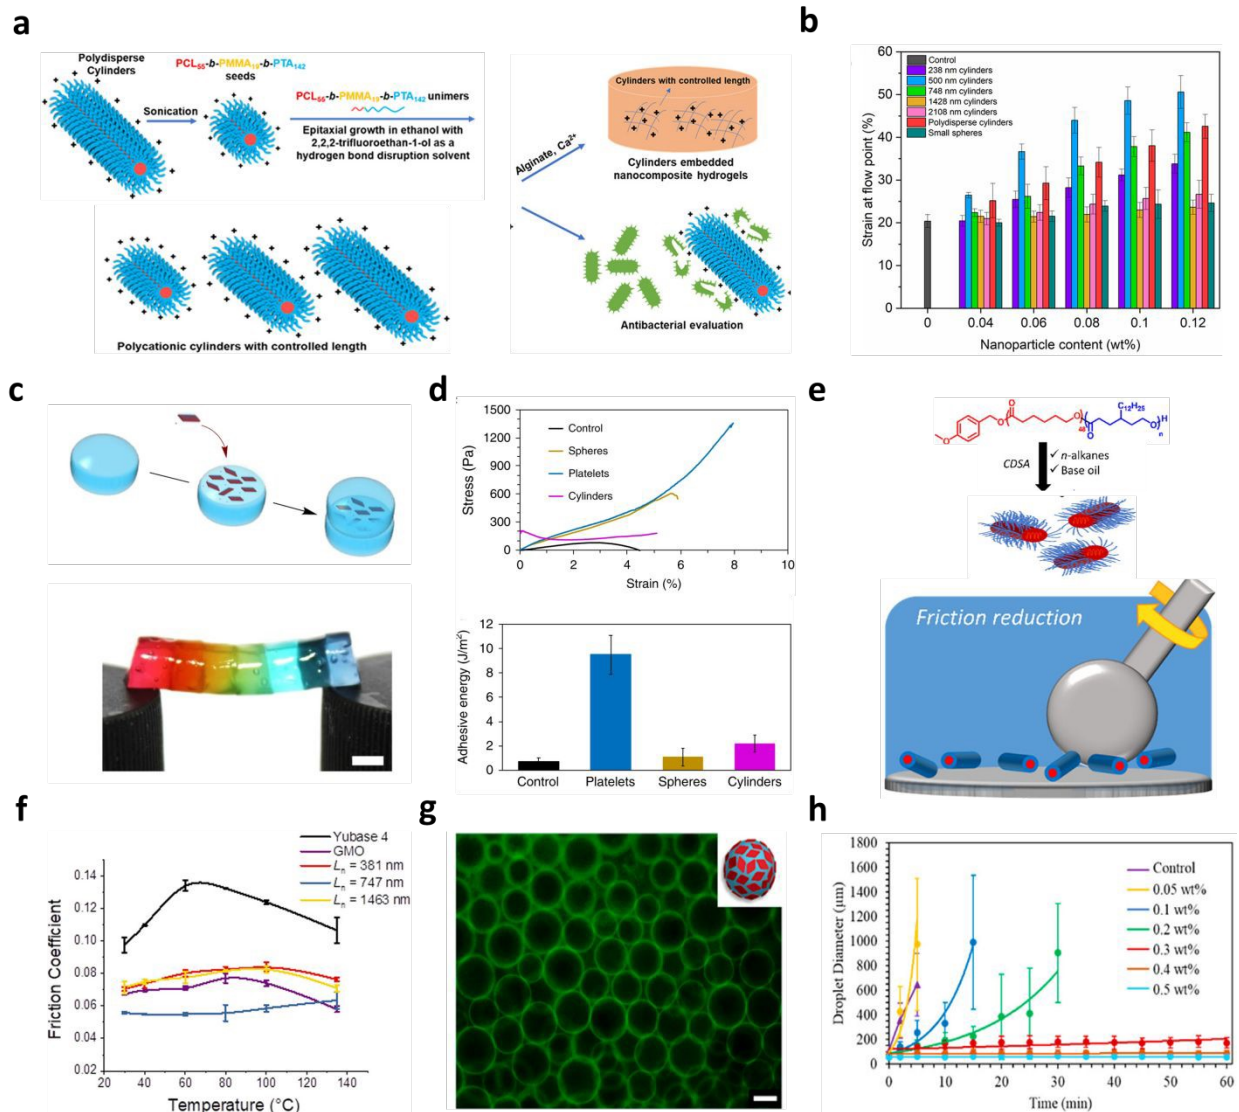 a
Polydisperse
Cylinders
PCL55-b-PMMA18-b-PTA142
seeds
Sonication
PCL55-b-PMMA18-b-PTA142
unimers
Epitaxial growth in ethanol with
2,2,2-trifluoroethan-1-ol as a
hydrogen bond disruption solvent
Polycationic cylinders with controlled length
Alginate, Ca2+
Cylinders with controlled length
Cylinders embedded
nanocomposite hydrogels
Antibacterial evaluation
b
Strain at flow point (%)
60
50
40
30
20
10
0
Control
238 nm cylinders
500 nm cylinders
748 nm cylinders
1428 nm cylinders
2108 nm cylinders
Polydisperse cylinders
Small spheres
0 0.04 0.06 0.08 0.1 0.12
Nanoparticle content (wt%)
c
d
Stress (Pa)
1500
1200
900
600
300
0
Control
Spheres
Platelets
Cylinders
0 2 4 6 8 10
Strain (%)
Adhesive energy (J/m2)
12
10
8
6
4
2
0
Control Platelets Spheres Cylinders
e
O
O
O
O
48
C12H25
O
O
H
n
CDSA
✓ n-alkanes
✓ Base oil
Friction reduction
f
Friction Coefficient
0.14
0.12
0.10
0.08
0.06
0.04
0.02
Yubase 4
GMO
Ln = 381 nm
Ln = 747 nm
Ln = 1463 nm
20 40 60 80 100 120 140
Temperature (°C)
g
h
Droplet Diameter (µm)
1800
1600
1400
1200
1000
800
600
400
200
0
Control
0.05 wt%
0.1 wt%
0.2 wt%
0.3 wt%
0.4 wt%
0.5 wt%
0 10 20 30 40 50 60
Time (min)